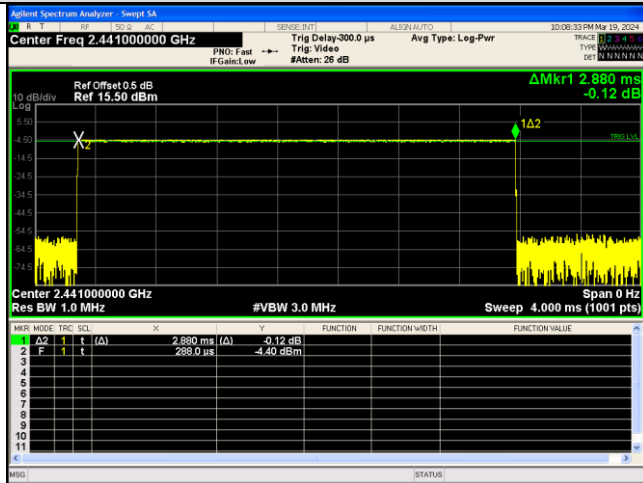 Agilent Spectrum Analyzer - Swept SA
R T RF 50 Ω AC SENSE:INT ALIGN AUTO 10:08:33 PM Mar 19, 2024
Center Freq 2.441000000 GHz Trig Delay-300.0 µs Avg Type: Log-Pwr TRACE 1 2 3 4 5 6
PNO: Fast Trig: Video TYPE
IFGain:Low #Atten: 26 dB DET N N N N N N
ΔMkr1 2.880 ms
-0.12 dB
Ref Offset 0.5 dB
10 dB/div Ref 15.50 dBm
Log
5.50
1Δ2
-4.50
X2
TRIG LVL
-14.5
-24.5
-34.5
-44.5
-54.5
-64.5
-74.5
Center 2.441000000 GHz Span 0 Hz
Res BW 1.0 MHz #VBW 3.0 MHz Sweep 4.000 ms (1001 pts)
MKR MODE TRC SCL X Y FUNCTION FUNCTION WIDTH FUNCTION VALUE
1 Δ2 1 t (Δ) 2.880 ms (Δ) -0.12 dB
2 F 1 t 288.0 µs -4.40 dBm
3
4
5
6
7
8
9
10
11
MSG STATUS